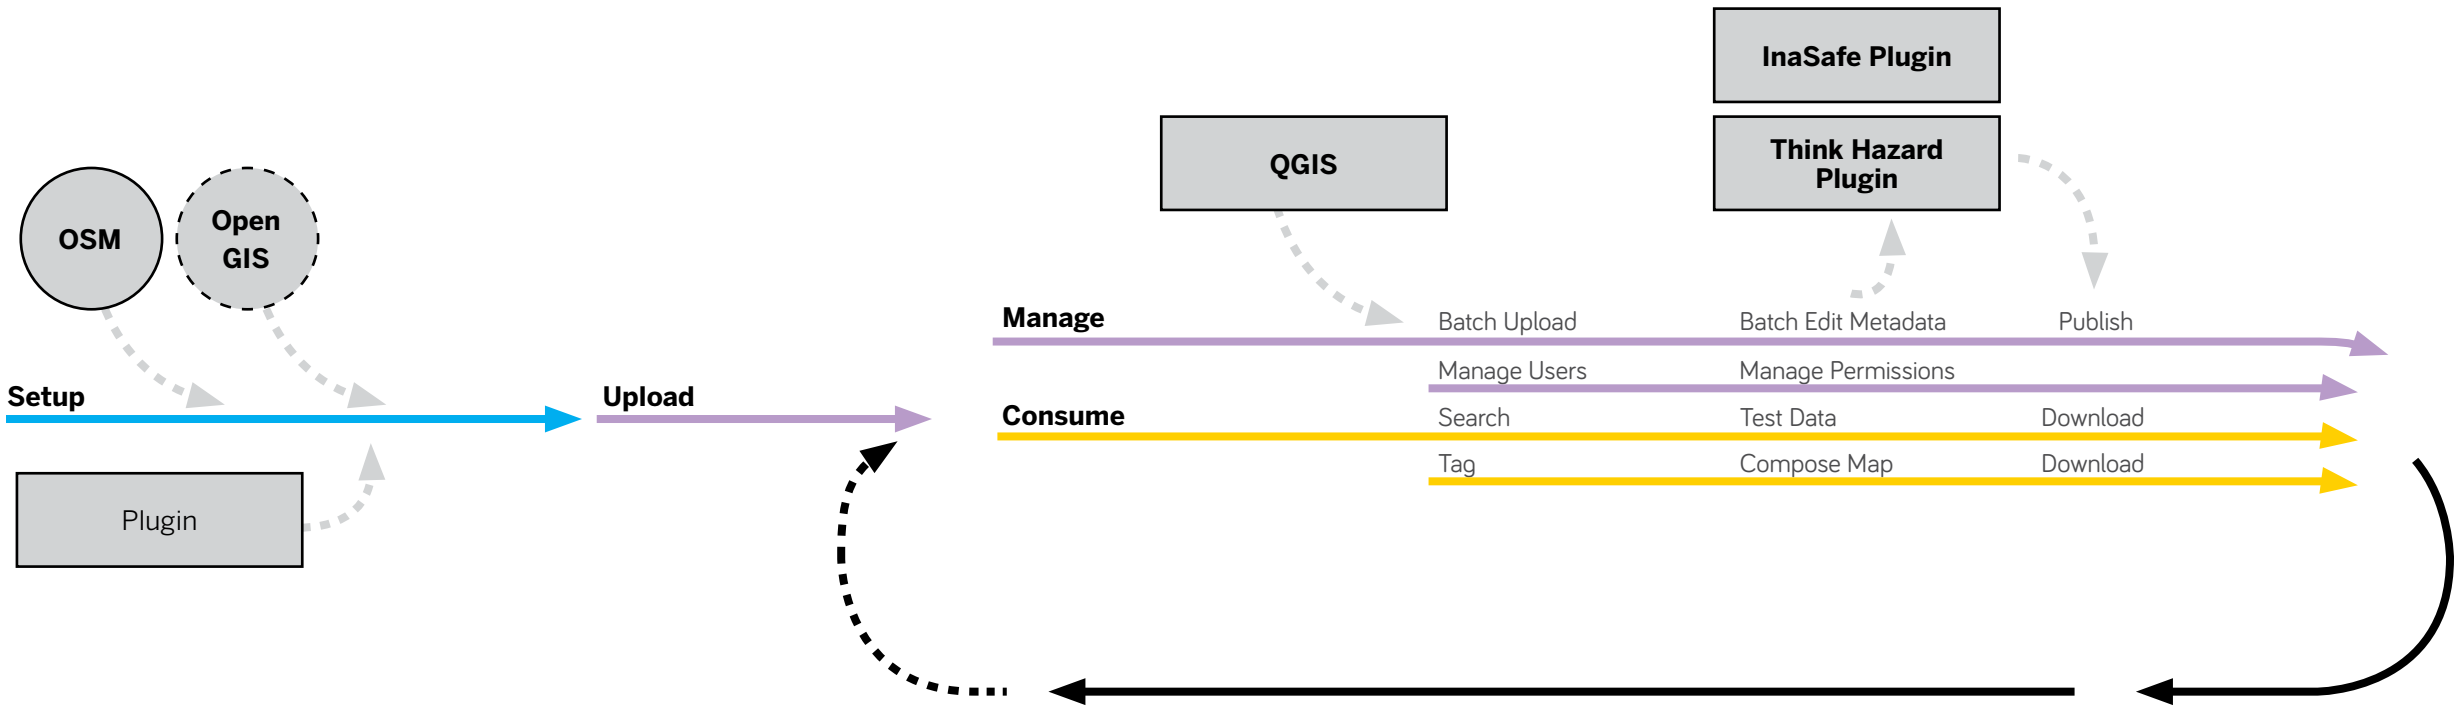 InaSafe Plugin
Think Hazard
Plugin
QGIS
OSM
Open
GIS
Manage
Batch Upload
Batch Edit Metadata
Publish
Manage Users
Manage Permissions
Setup
Upload
Consume
Search
Test Data
Download
Tag
Compose Map
Download
Plugin